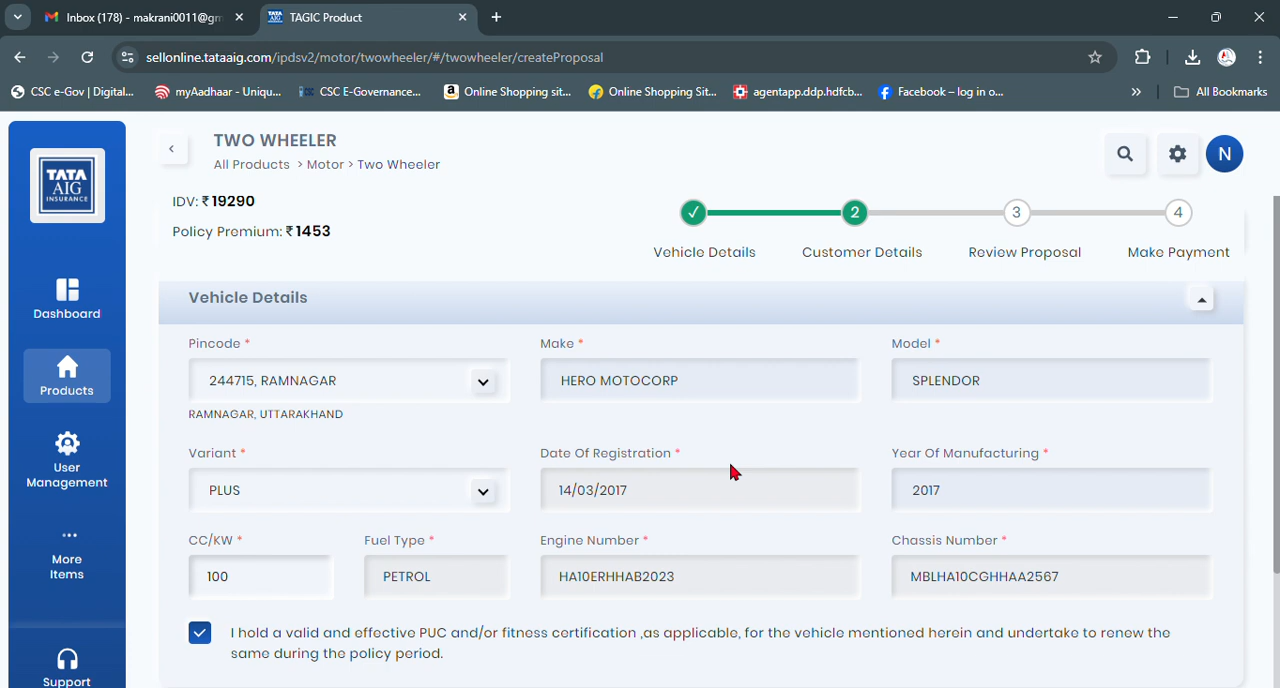 Inbox (178) - makrani0011@gm
TAGIC Product
sellonline.tataaig.com/ipdsv2/motor/twowheeler/#/twowheeler/createProposal
CSC e-Gov | Digital...
myAadhaar - Uniqu...
CSC E-Governance...
Online Shopping sit...
Online Shopping Sit...
agentapp.ddp.hdfcb...
Facebook – log in o...
»
All Bookmarks
TATA
AIG
INSURANCE
Dashboard
Products
User
Management
More
Items
Support
TWO WHEELER
All Products > Motor > Two Wheeler
N
IDV: ₹ 19290
Policy Premium: ₹ 1453
2
3
4
Vehicle Details
Customer Details
Review Proposal
Make Payment
Vehicle Details
Pincode *
Make *
Model *
244715, RAMNAGAR
HERO MOTOCORP
SPLENDOR
RAMNAGAR, UTTARAKHAND
Variant *
Date Of Registration *
Year Of Manufacturing *
PLUS
14/03/2017
2017
CC/KW *
Fuel Type *
Engine Number *
Chassis Number *
100
PETROL
HA10ERHHAB2023
MBLHA10CGHHAA2567
I hold a valid and effective PUC and/or fitness certification ,as applicable, for the vehicle mentioned herein and undertake to renew the
same during the policy period.